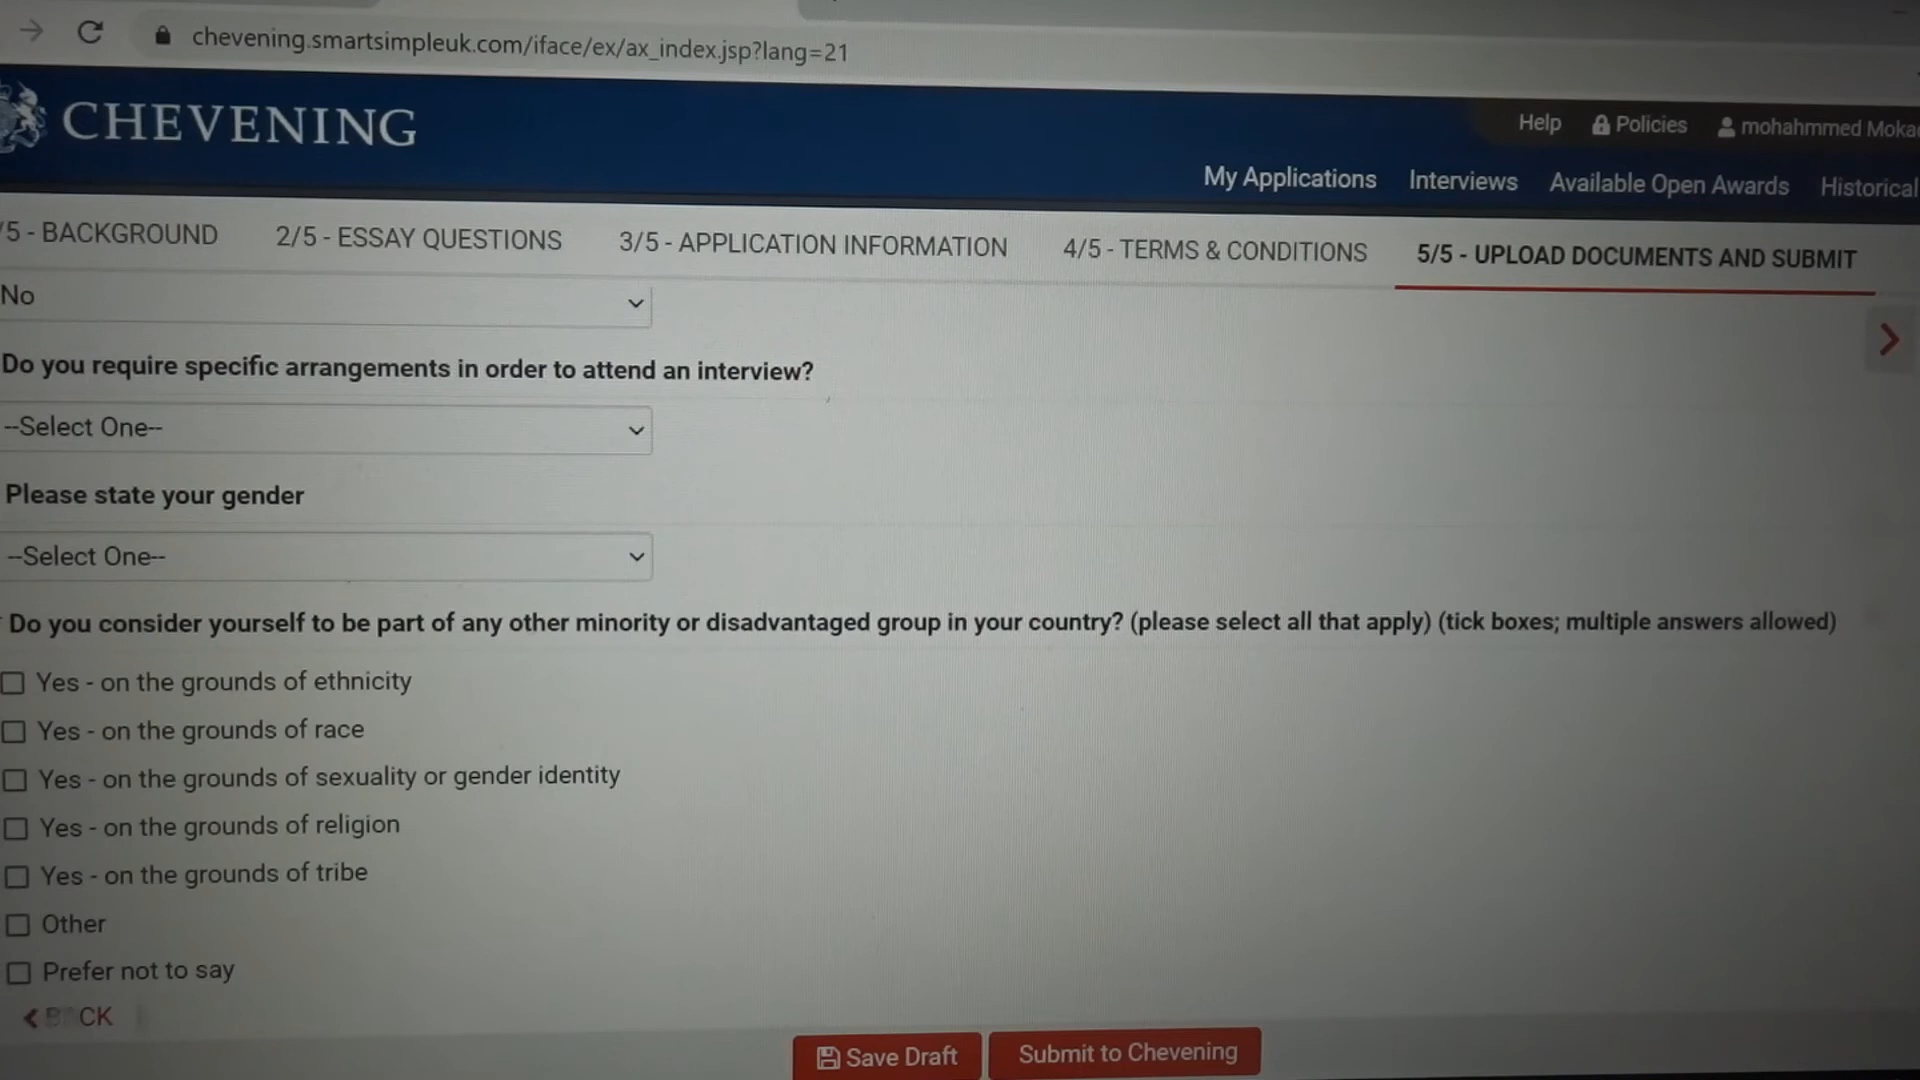 chevening.smartsimpleuk.com/iface/ex/ax_index.jsp?lang=21
CHEVENING
Help Policies mohahmmed Moka
My Applications Interviews Available Open Awards Historical
/5 - BACKGROUND 2/5 - ESSAY QUESTIONS 3/5 - APPLICATION INFORMATION 4/5 - TERMS & CONDITIONS 5/5 - UPLOAD DOCUMENTS AND SUBMIT
No
Do you require specific arrangements in order to attend an interview?
--Select One--
Please state your gender
--Select One--
Do you consider yourself to be part of any other minority or disadvantaged group in your country? (please select all that apply) (tick boxes; multiple answers allowed)
Yes - on the grounds of ethnicity
Yes - on the grounds of race
Yes - on the grounds of sexuality or gender identity
Yes - on the grounds of religion
Yes - on the grounds of tribe
Other
Prefer not to say
BACK
Save Draft Submit to Chevening